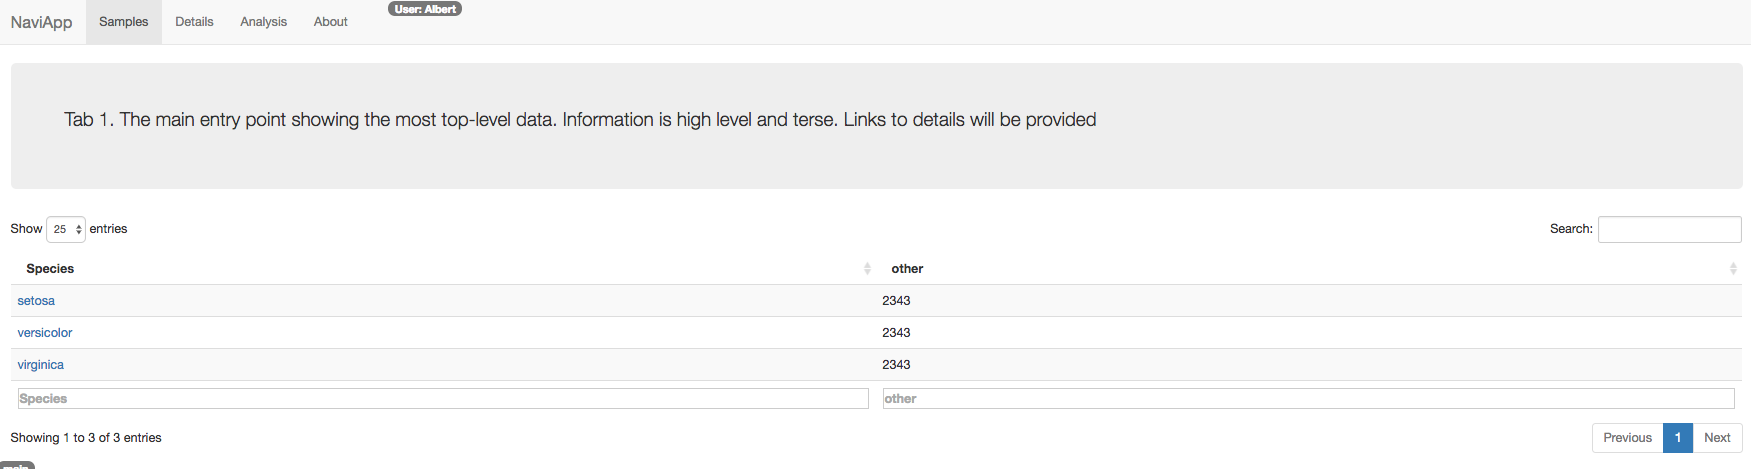 NaviApp Samples Details Analysis About User: Albert
Tab 1. The main entry point showing the most top-level data. Information is high level and terse. Links to details will be provided
Show 25 entries Search:
Species other
setosa 2343
versicolor 2343
virginica 2343
Species other
Showing 1 to 3 of 3 entries Previous 1 Next